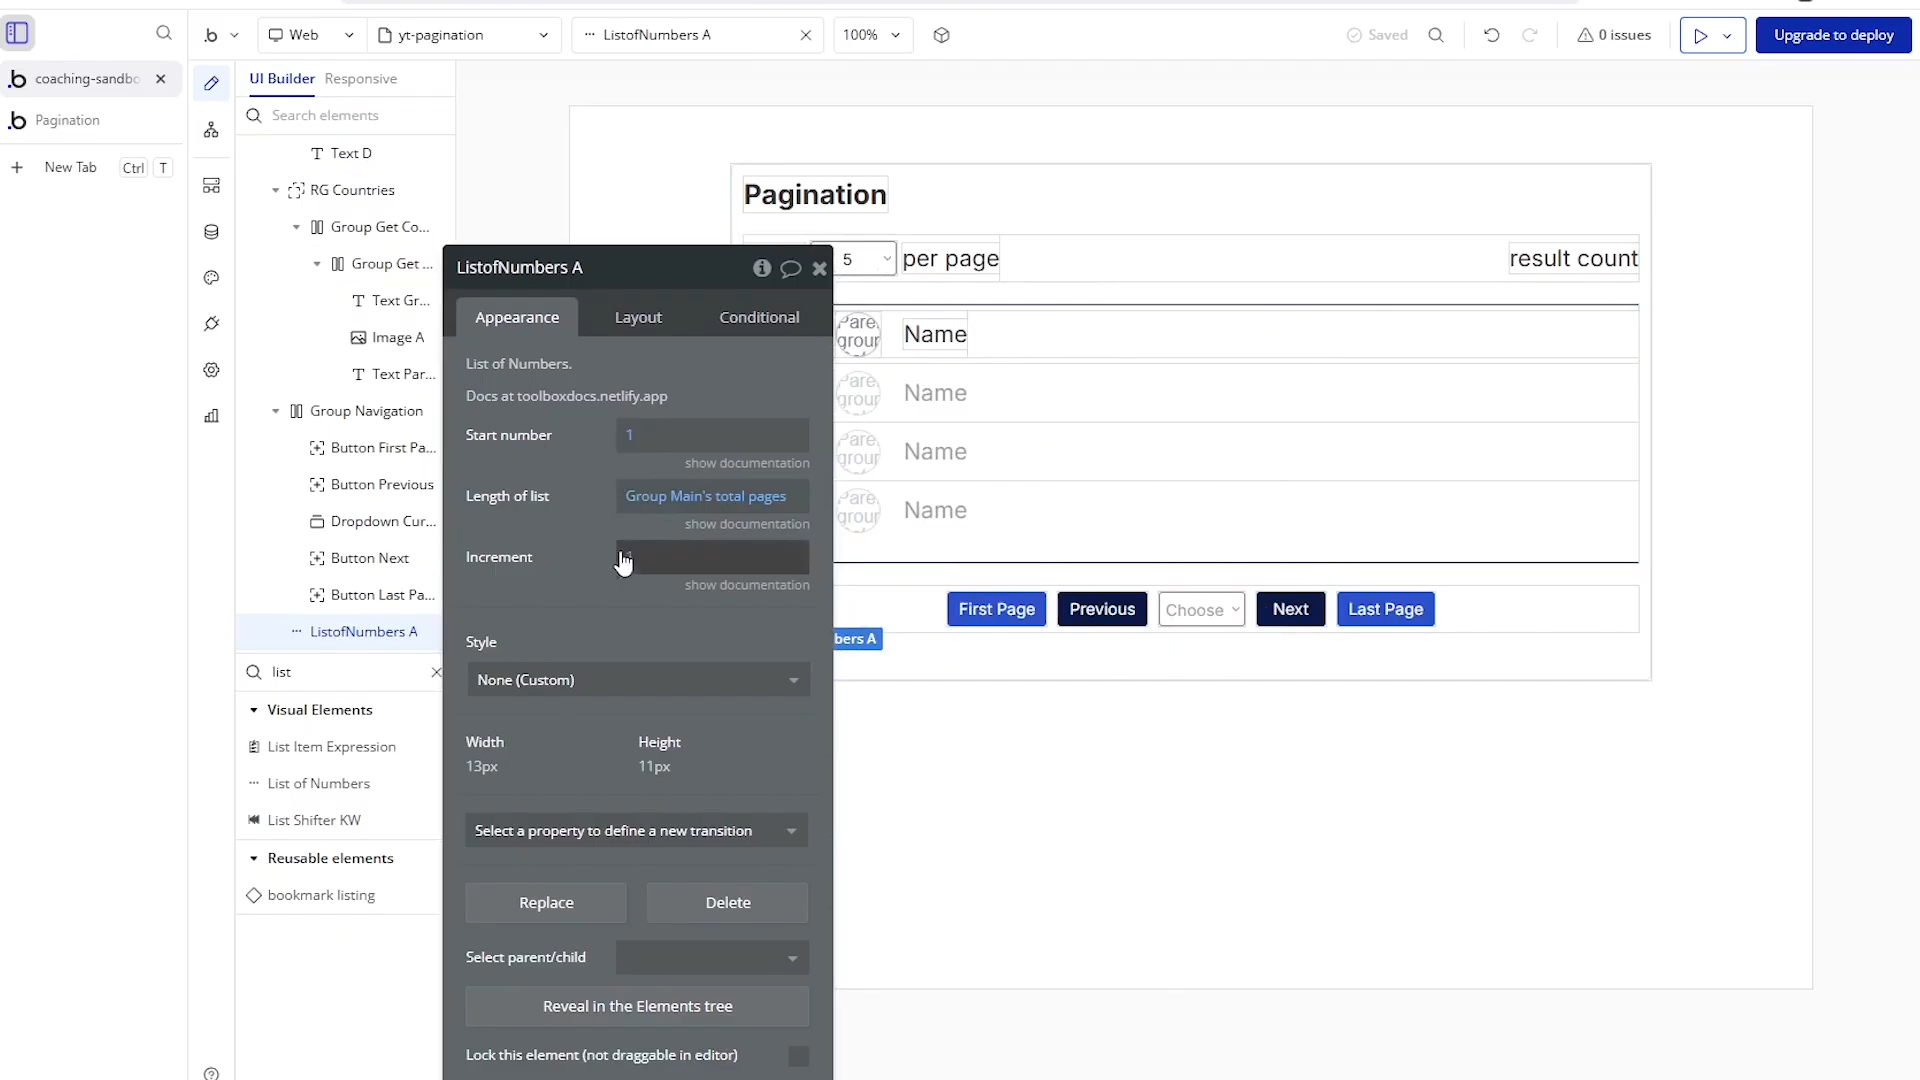 Web
yt-pagination
ListofNumbers A
100%
Saved
0 issues
Upgrade to deploy
coaching-sandbo
Pagination
New Tab
Ctrl
T
UI Builder
Responsive
Search elements
Text D
RG Countries
Group Get Co...
Group Get ...
Text Gr...
Image A
Text Par...
Group Navigation
Button First Pa...
Button Previous
Dropdown Cur...
Button Next
Button Last Pa...
ListofNumbers A
list
Visual Elements
List Item Expression
List of Numbers
List Shifter KW
Reusable elements
bookmark listing
ListofNumbers A
Appearance
Layout
Conditional
List of Numbers.
Docs at toolboxdocs.netlify.app
Start number
1
show documentation
Length of list
Group Main's total pages
show documentation
Increment
show documentation
Style
None (Custom)
Width
Height
13px
11px
Select a property to define a new transition
Replace
Delete
Select parent/child
Reveal in the Elements tree
Lock this element (not draggable in editor)
Pagination
5
per page
result count
Name
Name
Name
Name
First Page
Previous
Choose
Next
Last Page
bers A